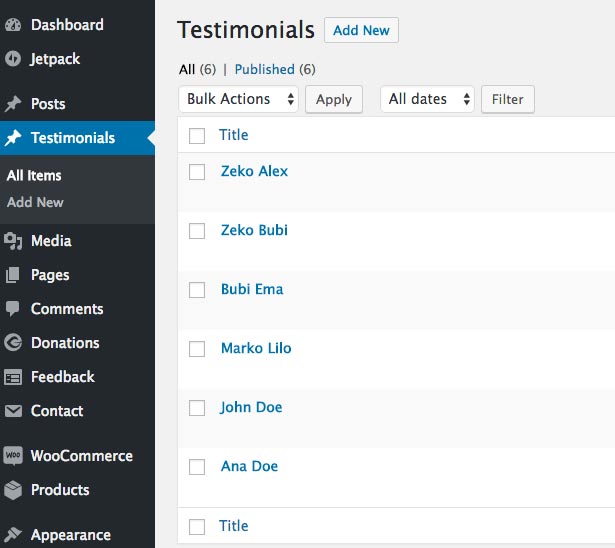 Dashboard
Jetpack
Posts
Testimonials
All Items
Add New
Media
Pages
Comments
Donations
Feedback
Contact
WooCommerce
Products
Appearance
Testimonials Add New
All (6) | Published (6)
Bulk Actions Apply All dates Filter
Title
Zeko Alex
Zeko Bubi
Bubi Ema
Marko Lilo
John Doe
Ana Doe
Title